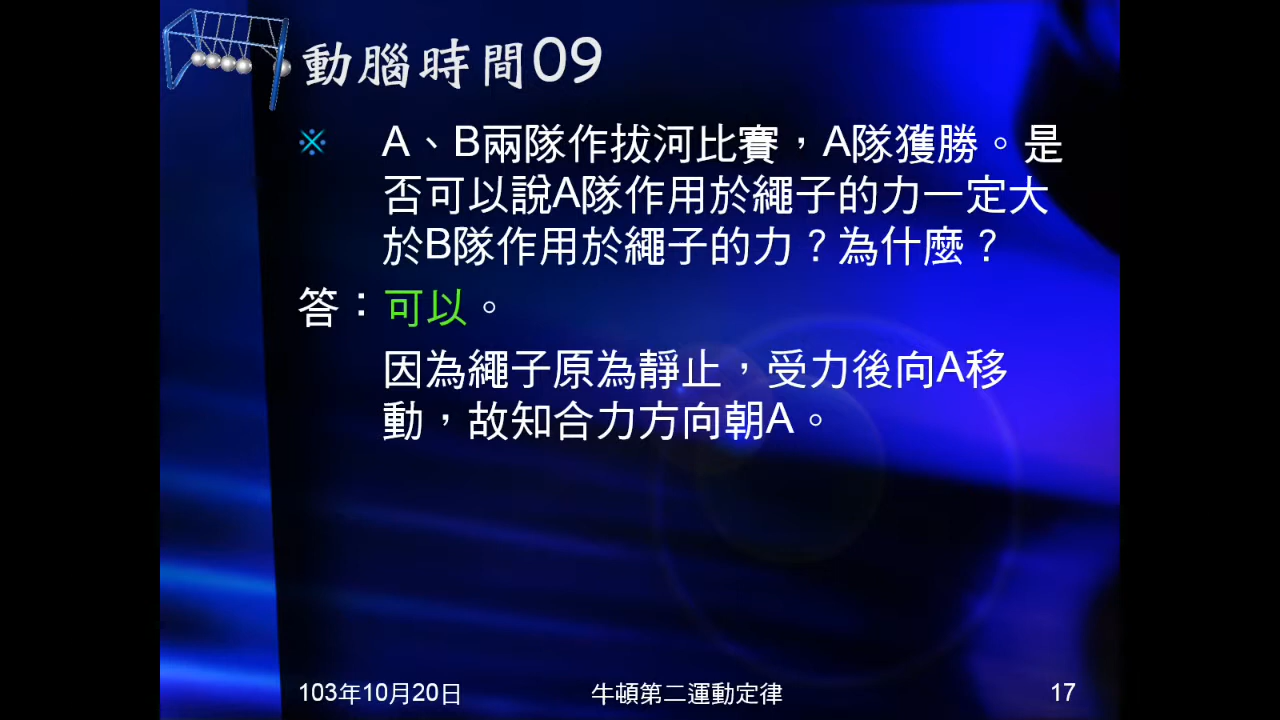 動腦時間09
※ A、B兩隊作拔河比賽，A隊獲勝。是
否可以說A隊作用於繩子的力一定大
於B隊作用於繩子的力？為什麼？
答：可以。
因為繩子原為靜止，受力後向A移
動，故知合力方向朝A。
103年10月20日 牛頓第二運動定律 17